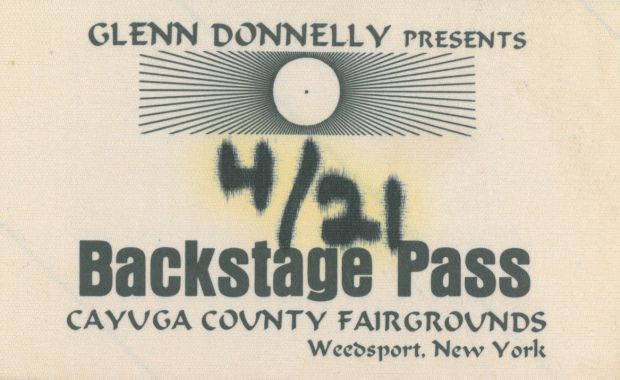 GLENN DONNELLY PRESENTS
4/21
Backstage Pass
CAYUGA COUNTY FAIRGROUNDS
Weedsport, New York